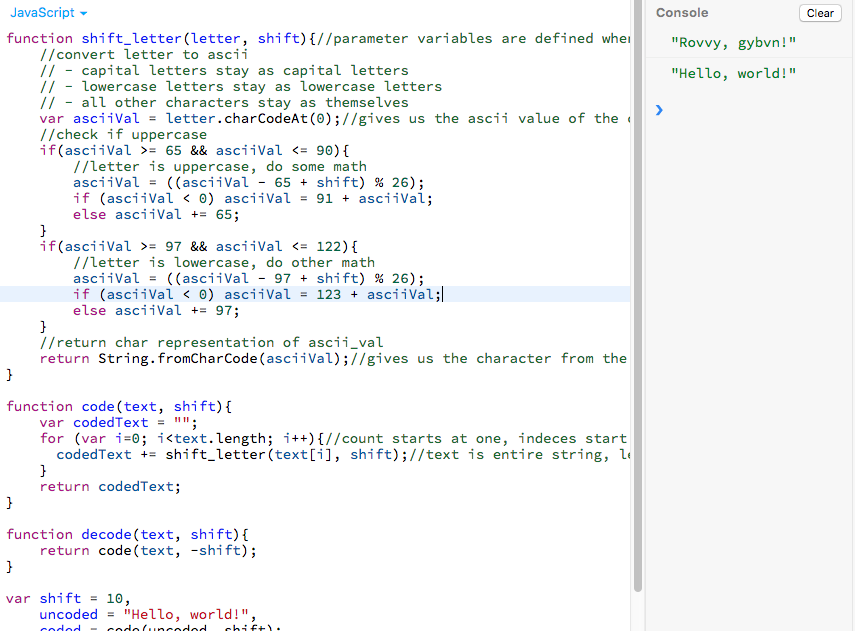 JavaScript
function shift_letter(letter, shift){//parameter variables are defined when
    //convert letter to ascii
    // - capital letters stay as capital letters
    // - lowercase letters stay as lowercase letters
    // - all other characters stay as themselves
    var asciiVal = letter.charCodeAt(0);//gives us the ascii value of the
    //check if uppercase
    if(asciiVal >= 65 && asciiVal <= 90){
        //letter is uppercase, do some math
        asciiVal = ((asciiVal - 65 + shift) % 26);
        if (asciiVal < 0) asciiVal = 91 + asciiVal;
        else asciiVal += 65;
    }
    if(asciiVal >= 97 && asciiVal <= 122){
        //letter is lowercase, do other math
        asciiVal = ((asciiVal - 97 + shift) % 26);
        if (asciiVal < 0) asciiVal = 123 + asciiVal;
        else asciiVal += 97;
    }
    //return char representation of ascii_val
    return String.fromCharCode(asciiVal);//gives us the character from the
}
function code(text, shift){
    var codedText = "";
    for (var i=0; i<text.length; i++){//count starts at one, indeces start
      codedText += shift_letter(text[i], shift);//text is entire string,
    }
    return codedText;
}
function decode(text, shift){
    return code(text, -shift);
}
var shift = 10,
    uncoded = "Hello, world!",
    coded = code(uncoded, shift);
Console
Clear
"Rovvy, gybvn!"
"Hello, world!"